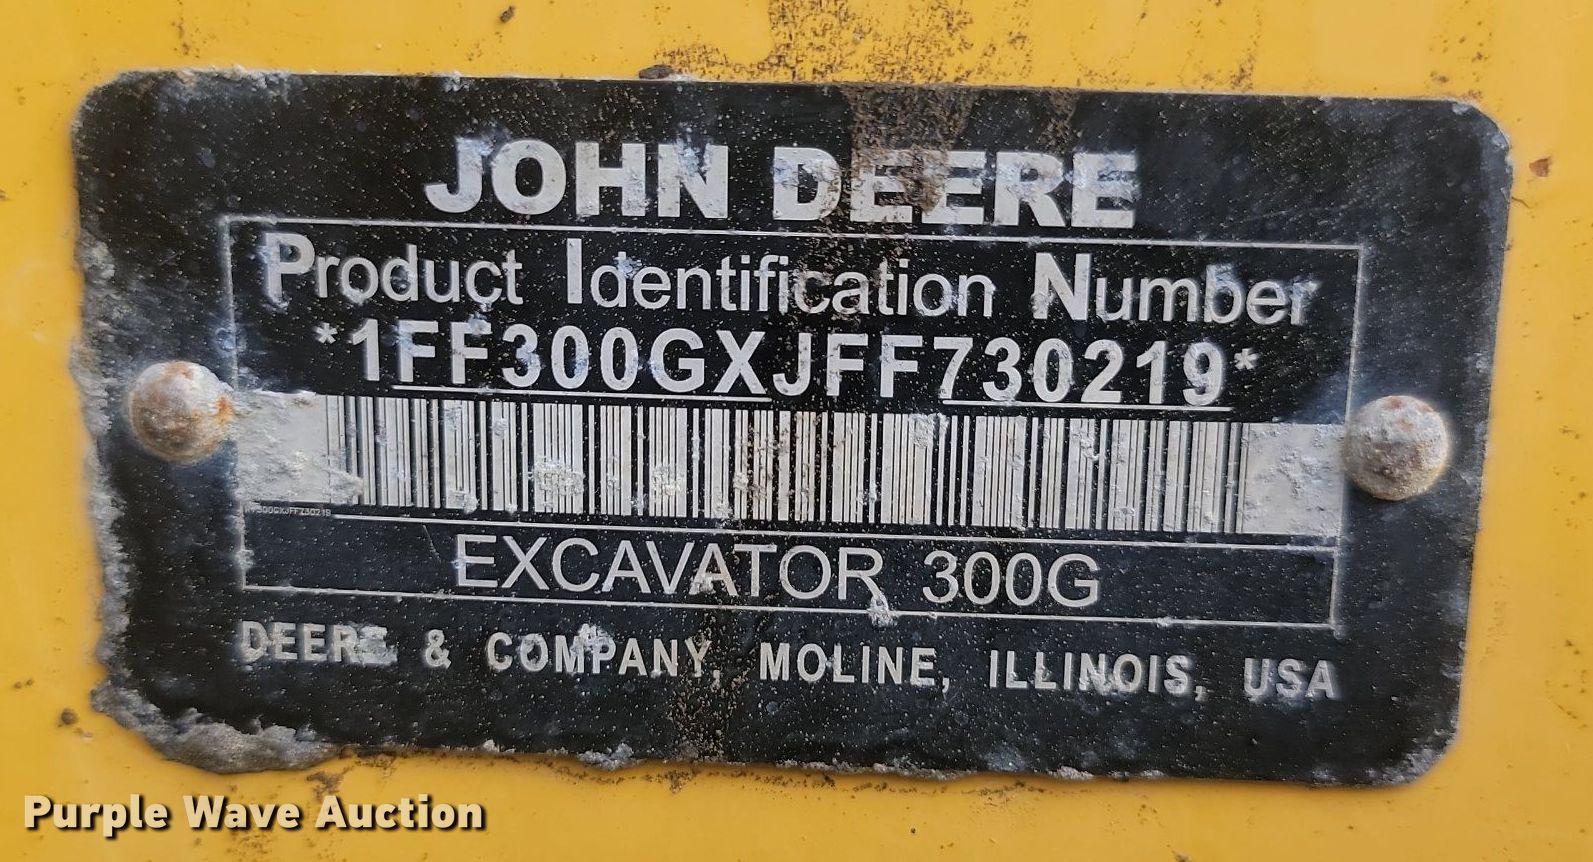 JOHN DEERE
Product Identification Number
*1FF300GXJFF730219*
EXCAVATOR 300G
DEERE & COMPANY, MOLINE, ILLINOIS, USA
Purple Wave Auction